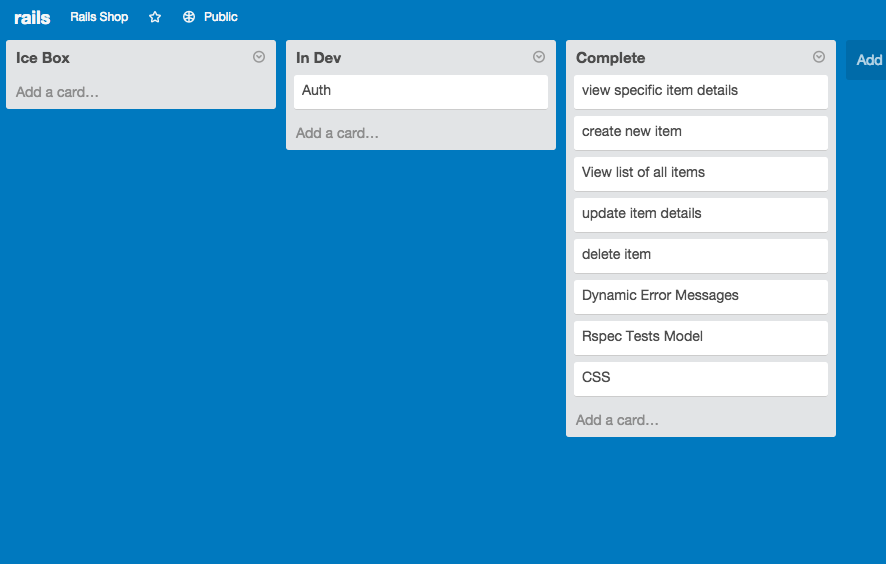 rails Rails Shop Public
Ice Box
Add a card...
In Dev
Auth
Add a card...
Complete
view specific item details
create new item
View list of all items
update item details
delete item
Dynamic Error Messages
Rspec Tests Model
CSS
Add a card...
Add